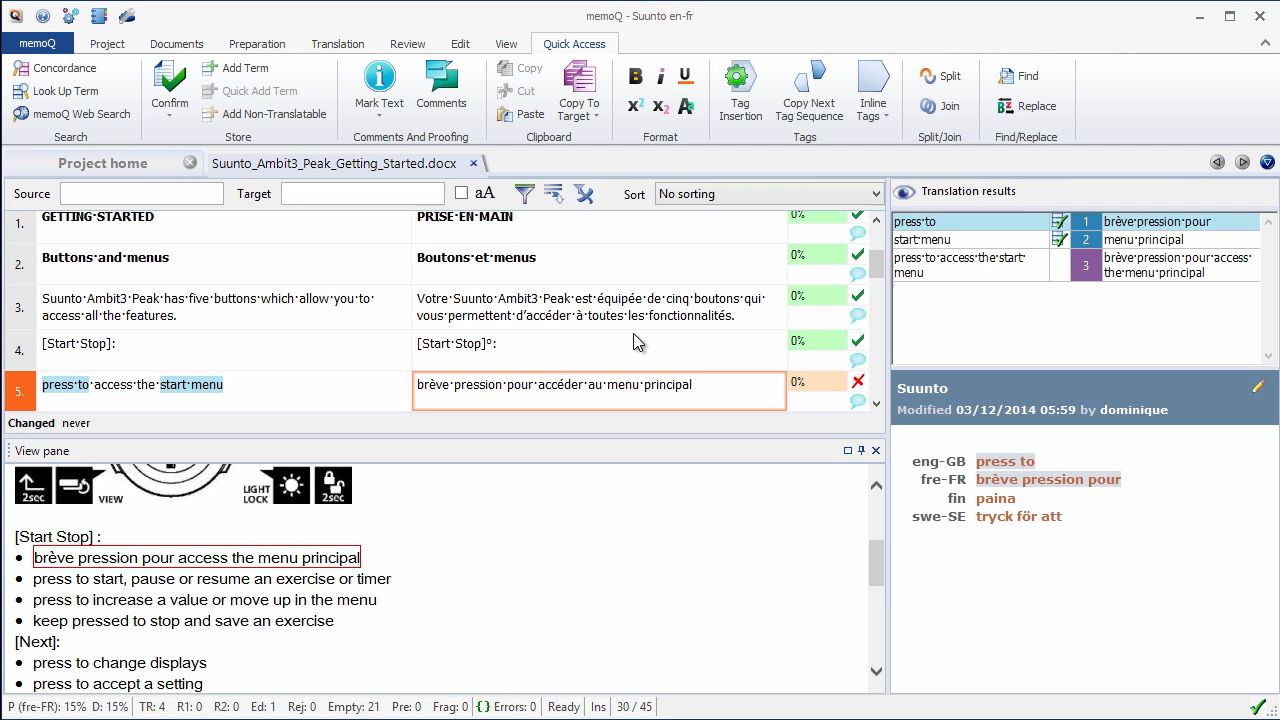 memoQ - Suunto en-fr
memoQ Project Documents Preparation Translation Review Edit View Quick Access
Concordance
Look Up Term
memoQ Web Search
Search
Confirm
Add Term
Quick Add Term
Add Non-Translatable
Store
Mark Text
Comments
Comments And Proofing
Copy
Cut
Paste
Copy To Target
Clipboard
B i U
x² x₂ A
Format
Tag Insertion
Copy Next Tag Sequence
Inline Tags
Tags
Split
Join
Split/Join
Find
Replace
Find/Replace
Project home
Suunto_Ambit3_Peak_Getting_Started.docx
Source Target aA Sort No sorting
1. GETTING·STARTED PRISE·EN·MAIN 0%
2. Buttons·and·menus Boutons·et·menus 0%
3. Suunto·Ambit3·Peak·has·five·buttons·which·allow·you·to· Votre·Suunto·Ambit3·Peak·est·équipée·de·cinq·boutons·qui· 0%
access·all·the·features. vous·permettent·d'accéder·à·toutes·les·fonctionnalités.
4. [Start·Stop]: [Start·Stop]°: 0%
5. press·to·access·the·start·menu brève·pression·pour·accéder·au·menu·principal 0%
Changed never
View pane
2sec VIEW LIGHT LOCK 2sec
[Start Stop] :
• brève pression pour access the menu principal
• press to start, pause or resume an exercise or timer
• press to increase a value or move up in the menu
• keep pressed to stop and save an exercise
[Next]:
• press to change displays
• press to accept a setting
Translation results
press·to 1 brève·pression·pour
start·menu 2 menu·principal
press·to·access·the·start· 3 brève·pression·pour·access·
menu the·menu·principal
Suunto
Modified 03/12/2014 05:59 by dominique
eng-GB press to
fre-FR brève pression pour
fin paina
swe-SE tryck för att
P (fre-FR): 15% D: 15% TR: 4 R1: 0 R2: 0 Ed: 1 Rej: 0 Empty: 21 Pre: 0 Frag: 0 {} Errors: 0 Ready Ins 30 / 45